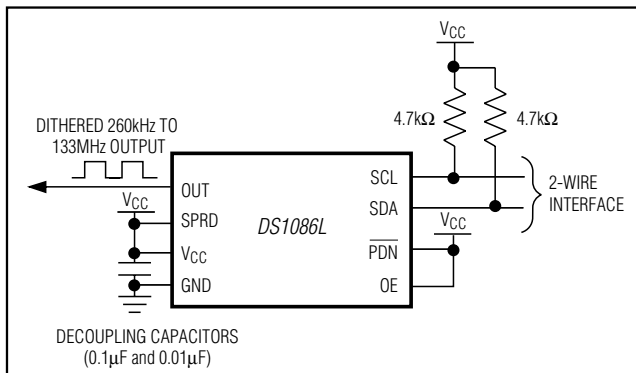 VCC
4.7kΩ
4.7kΩ
DITHERED 260kHz TO
133MHz OUTPUT
SCL
OUT
2-WIRE
INTERFACE
VCC
SPRD
DS1086L
SDA
VCC
VCC
PDN
GND
OE
DECOUPLING CAPACITORS
(0.1µF and 0.01µF)